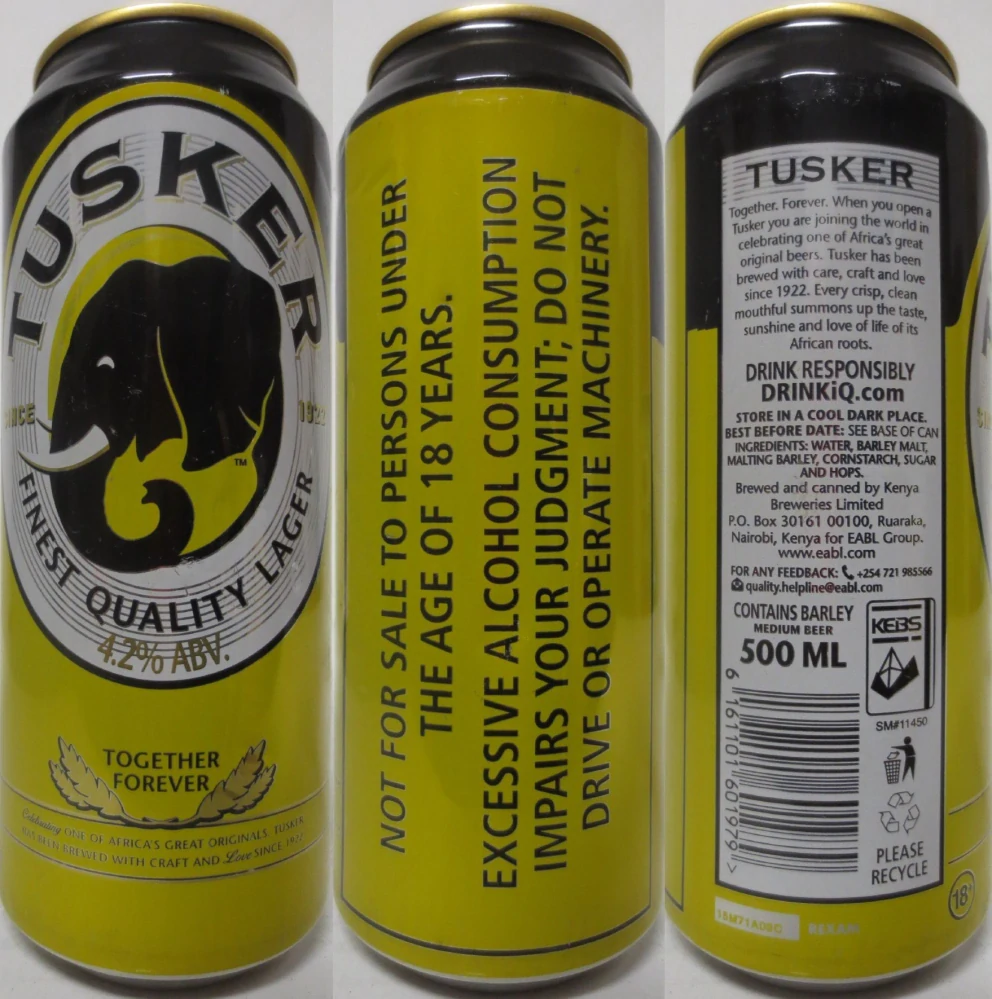 TUSKER
SINCE 1922
TM
FINEST QUALITY LAGER
4.2% ABV.
TOGETHER
FOREVER
Celebrating ONE OF AFRICA'S GREAT ORIGINALS, TUSKER
HAS BEEN BREWED WITH CRAFT AND Love SINCE 1922
NOT FOR SALE TO PERSONS UNDER
THE AGE OF 18 YEARS.
EXCESSIVE ALCOHOL CONSUMPTION
IMPAIRS YOUR JUDGMENT; DO NOT
DRIVE OR OPERATE MACHINERY.
TUSKER
Together. Forever. When you open a
Tusker you are joining the world in
celebrating one of Africa's great
original beers. Tusker has been
brewed with care, craft and love
since 1922. Every crisp, clean
mouthful summons up the taste,
sunshine and love of life of its
African roots.
DRINK RESPONSIBLY
DRINKiQ.com
STORE IN A COOL DARK PLACE.
BEST BEFORE DATE: SEE BASE OF CAN
INGREDIENTS: WATER, BARLEY MALT,
MALTING BARLEY, CORNSTARCH, SUGAR
AND HOPS.
Brewed and canned by Kenya
Breweries Limited
P.O. Box 30161 00100, Ruaraka,
Nairobi, Kenya for EABL Group.
www.eabl.com
FOR ANY FEEDBACK: +254 721 985566
quality.helpline@eabl.com
CONTAINS BARLEY
MEDIUM BEER
500 ML
KEBS
SM#11450
6 161101 601979 >
PLEASE
RECYCLE
18+
REXAM